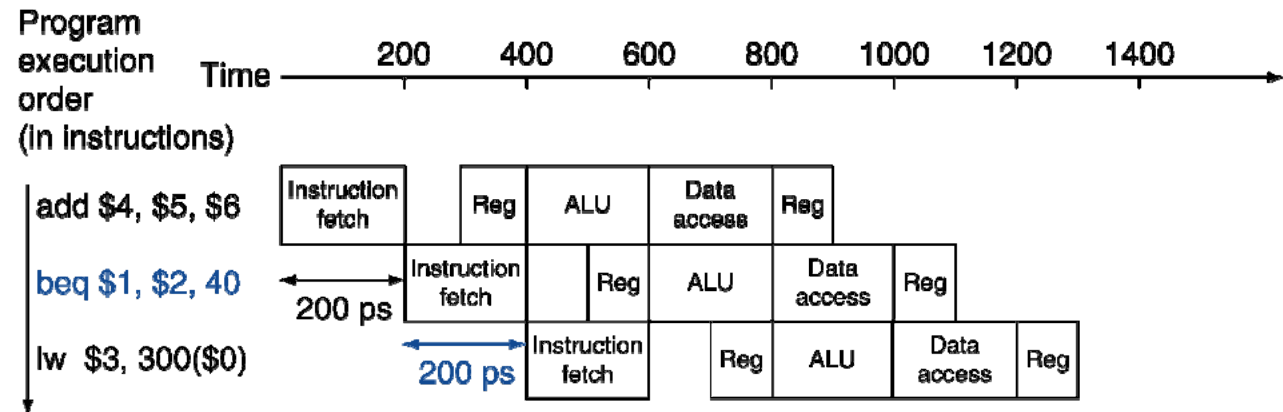 Program
execution
order
(in instructions)
Time
200 400 600 800 1000 1200 1400
add $4, $5, $6
Instruction
fetch
Reg
ALU
Data
access
Reg
beq $1, $2, 40
200 ps
Instruction
fetch
Reg
ALU
Data
access
Reg
lw $3, 300($0)
200 ps
Instruction
fetch
Reg
ALU
Data
access
Reg